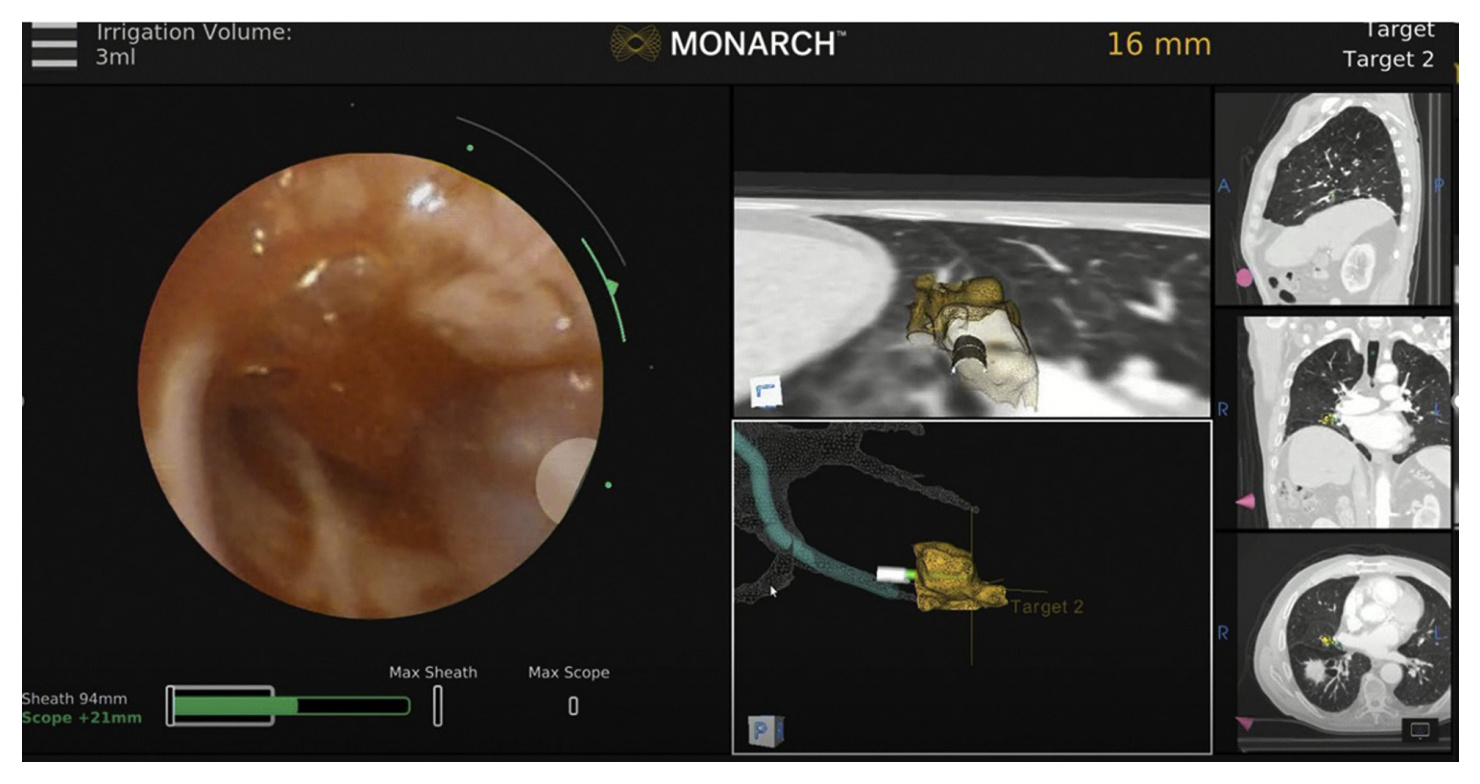 Irrigation Volume:
3ml
MONARCH™
16 mm
Target
Target 2
A
P
L
R
L
Target 2
R
L
Max Sheath
Max Scope
Sheath 94mm
Scope +21mm
P